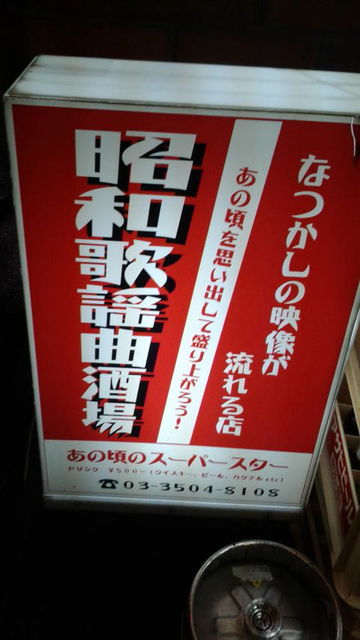 なつかしの映像が
流れる店
あの頃を思い出して盛り上がろう!
昭和歌謡曲酒場
あの頃のスーパースター
ドリンク ¥500〜(ウイスキー、ビール、カクテルetc)
☎03-3504-8108